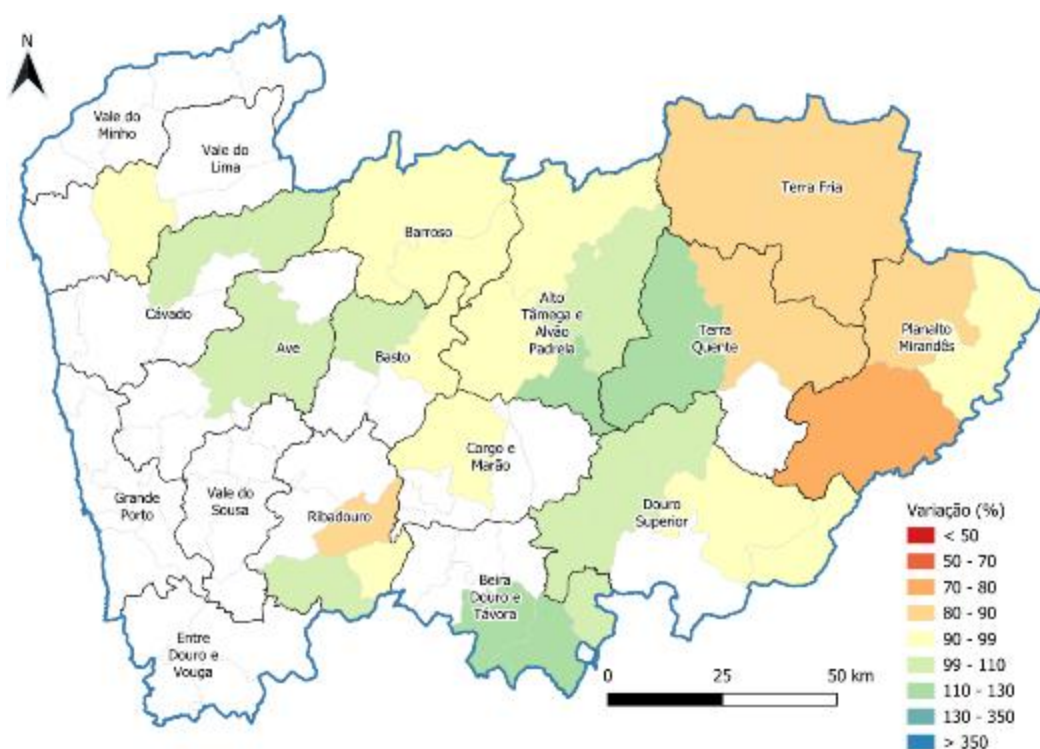 N
Vale do
Minho
Vale do
Lima
Terra Fria
Barroso
Cávado
Alto
Tâmega e
Alvão
Padrela
Terra
Quente
Planalto
Mirandês
Ave
Basto
Corgo e
Marão
Grande
Porto
Vale do
Sousa
Ribadouro
Douro
Superior
Beira
Douro e
Távora
Entre
Douro e
Vouga
0 25 50 km
Variação (%)
< 50
50 - 70
70 - 80
80 - 90
90 - 99
99 - 110
110 - 130
130 - 350
> 350